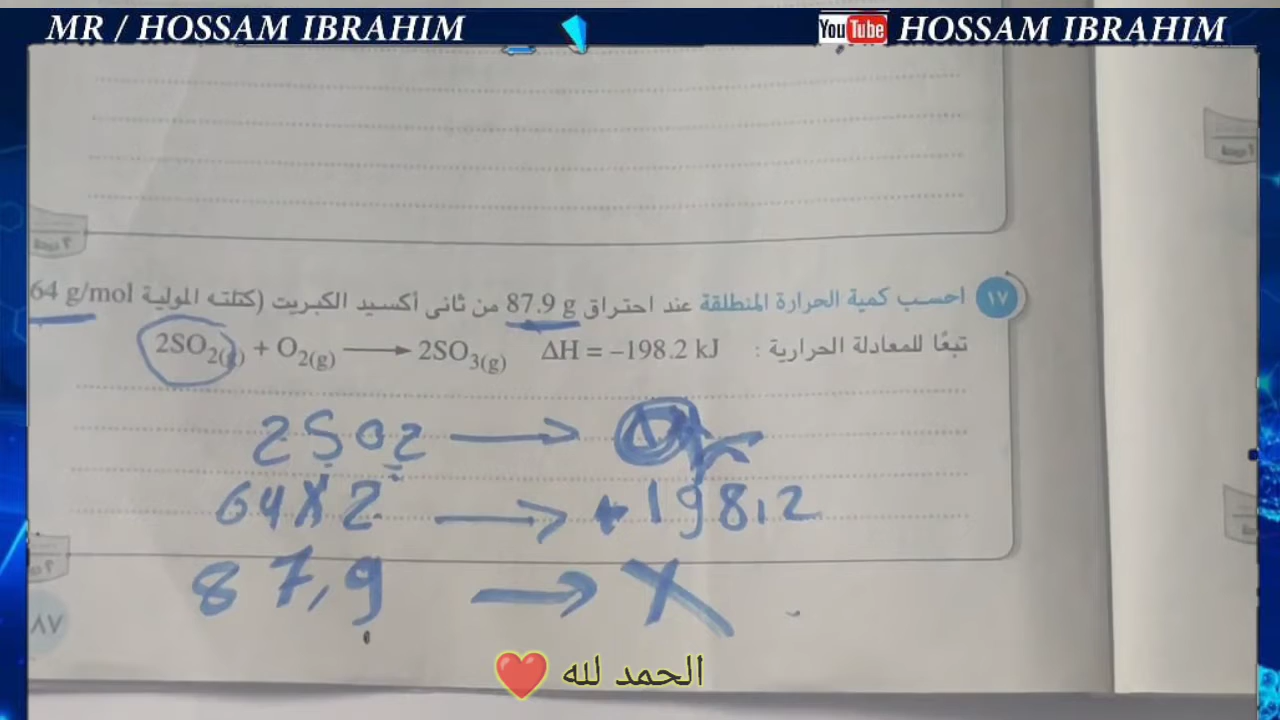 MR / HOSSAM IBRAHIM
YouTube HOSSAM IBRAHIM
١٧ احسب كمية الحرارة المنطلقة عند احتراق 87.9 g من ثانى أكسيد الكبريت (كتلته المولية 64 g/mol
تبعًا للمعادلة الحرارية : 2SO2(g) + O2(g) ⟶ 2SO3(g) ΔH = –198.2 kJ
2SO2 ⟶
64 X 2 ⟶ +198,2
87,9 ⟶ X
٨٧
الحمد لله ❤️